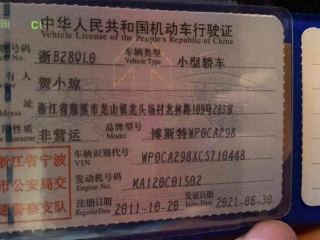 中华人民共和国机动车行驶证
Vehicle License of the People's Republic of China
浙B28QL0 车辆类型 小型轿车
Vehicle Type
人 贺小琼
浙江省慈溪市龙山镇龙头场村龙林路109号203室
性质 非营运 品牌型号 博斯特WP0CA298
Model
浙江省宁波 车辆识别代号 WP0CA298XCS710448
VIN
市公安局交 发动机号码 MA120C01502
Engine No.
通警支队 注册日期 2011-10-20 发证日期 2021-06-30
Register Date Issue Date